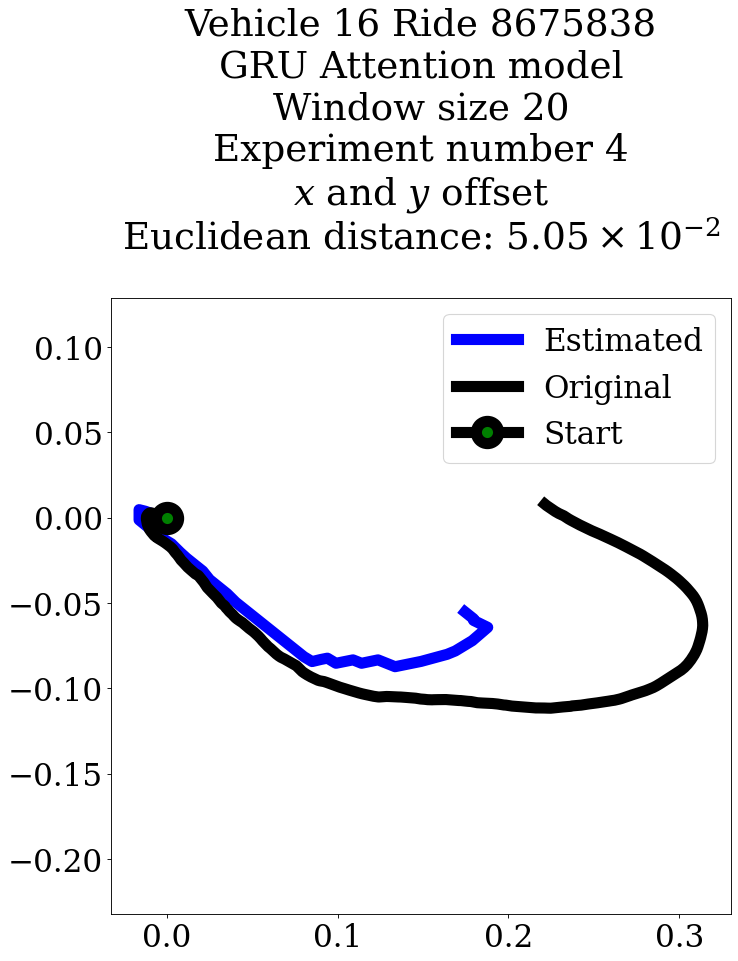 Vehicle 16 Ride 8675838
GRU Attention model
Window size 20
Experiment number 4
x and y offset
Euclidean distance: 5.05 × 10⁻²
Estimated
Original
Start
0.10
0.05
0.00
−0.05
−0.10
−0.15
−0.20
0.0 0.1 0.2 0.3